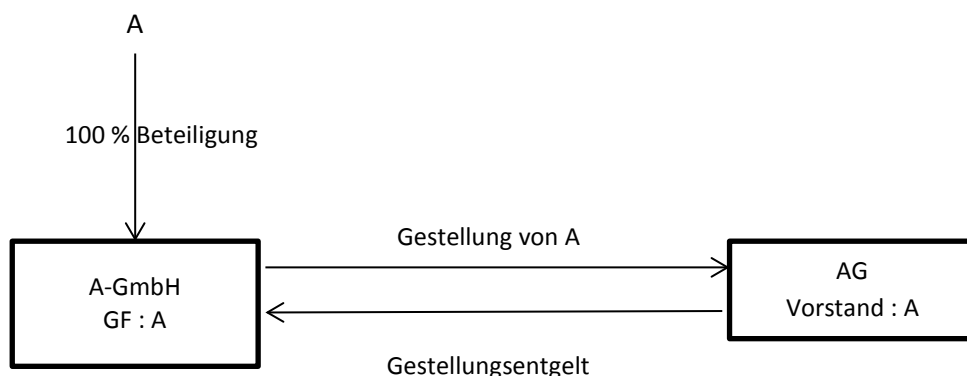 A
100 % Beteiligung
Gestellung von A
A-GmbH
GF : A
AG
Vorstand : A
Gestellungsentgelt